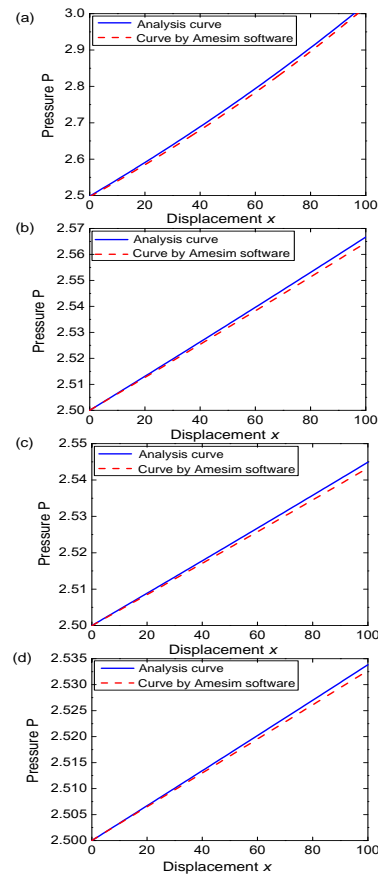 (a)
3.0
Analysis curve
Curve by Amesim software
2.9
2.8
2.7
2.6
2.5
Pressure P
0 20 40 60 80 100
Displacement x
(b)
2.57
Analysis curve
Curve by Amesim software
2.56
2.55
2.54
2.53
2.52
2.51
2.50
Pressure P
0 20 40 60 80 100
Displacement x
(c)
2.55
Analysis curve
Curve by Amesim software
2.54
2.53
2.52
2.51
2.50
Pressure P
0 20 40 60 80 100
Displacement x
(d)
2.535
Analysis curve
Curve by Amesim software
2.530
2.525
2.520
2.515
2.510
2.505
2.500
Pressure P
0 20 40 60 80 100
Displacement x